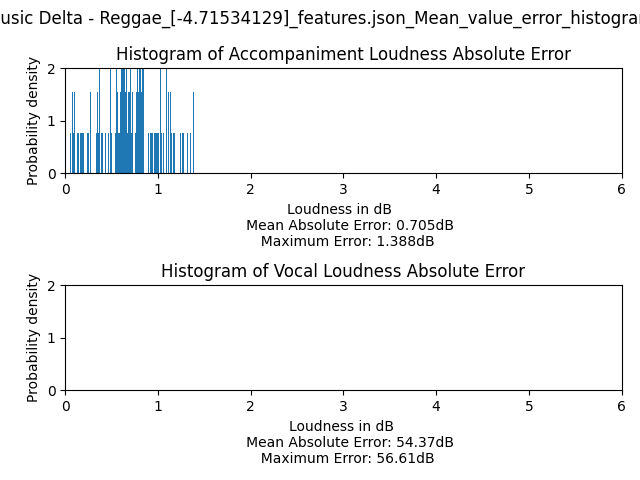 usic Delta - Reggae_[-4.71534129]_features.json_Mean_value_error_histogra
Histogram of Accompaniment Loudness Absolute Error
Probability density
2
1
0
0 1 2 3 4 5 6
Loudness in dB
Mean Absolute Error: 0.705dB
Maximum Error: 1.388dB
Histogram of Vocal Loudness Absolute Error
Probability density
2
1
0
0 1 2 3 4 5 6
Loudness in dB
Mean Absolute Error: 54.37dB
Maximum Error: 56.61dB